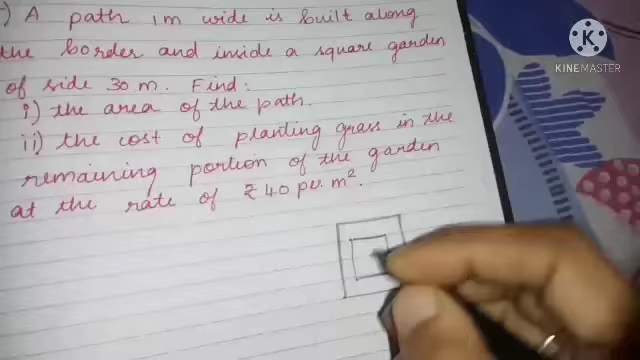 ) A path 1m wide is built along
the border and inside a square garden
of side 30 m. Find:
i) the area of the path.
ii) the cost of planting grass in the
remaining portion of the garden
at the rate of ₹ 40 per m².
KINEMASTER